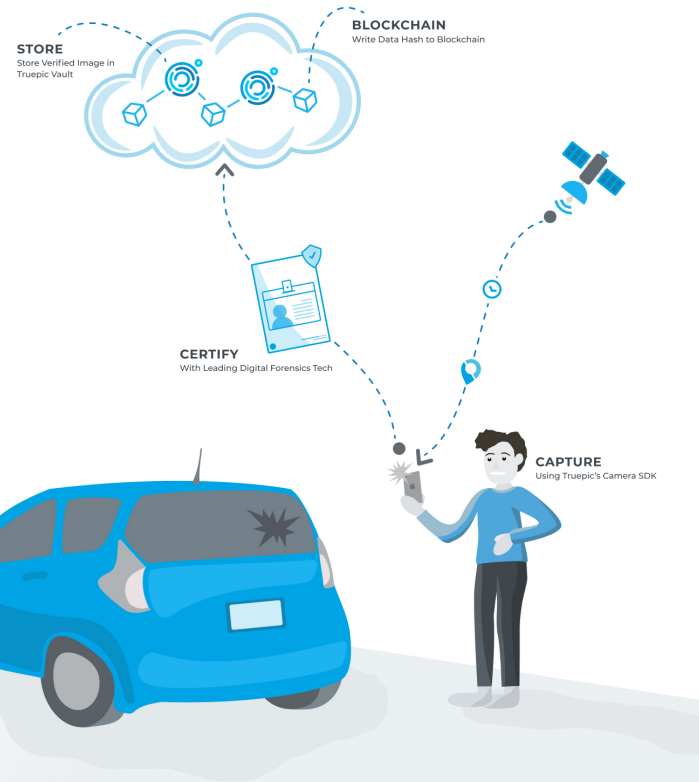 BLOCKCHAIN
Write Data Hash to Blockchain
STORE
Store Verified Image in
Truepic Vault
CERTIFY
With Leading Digital Forensics Tech
CAPTURE
Using Truepic's Camera SDK